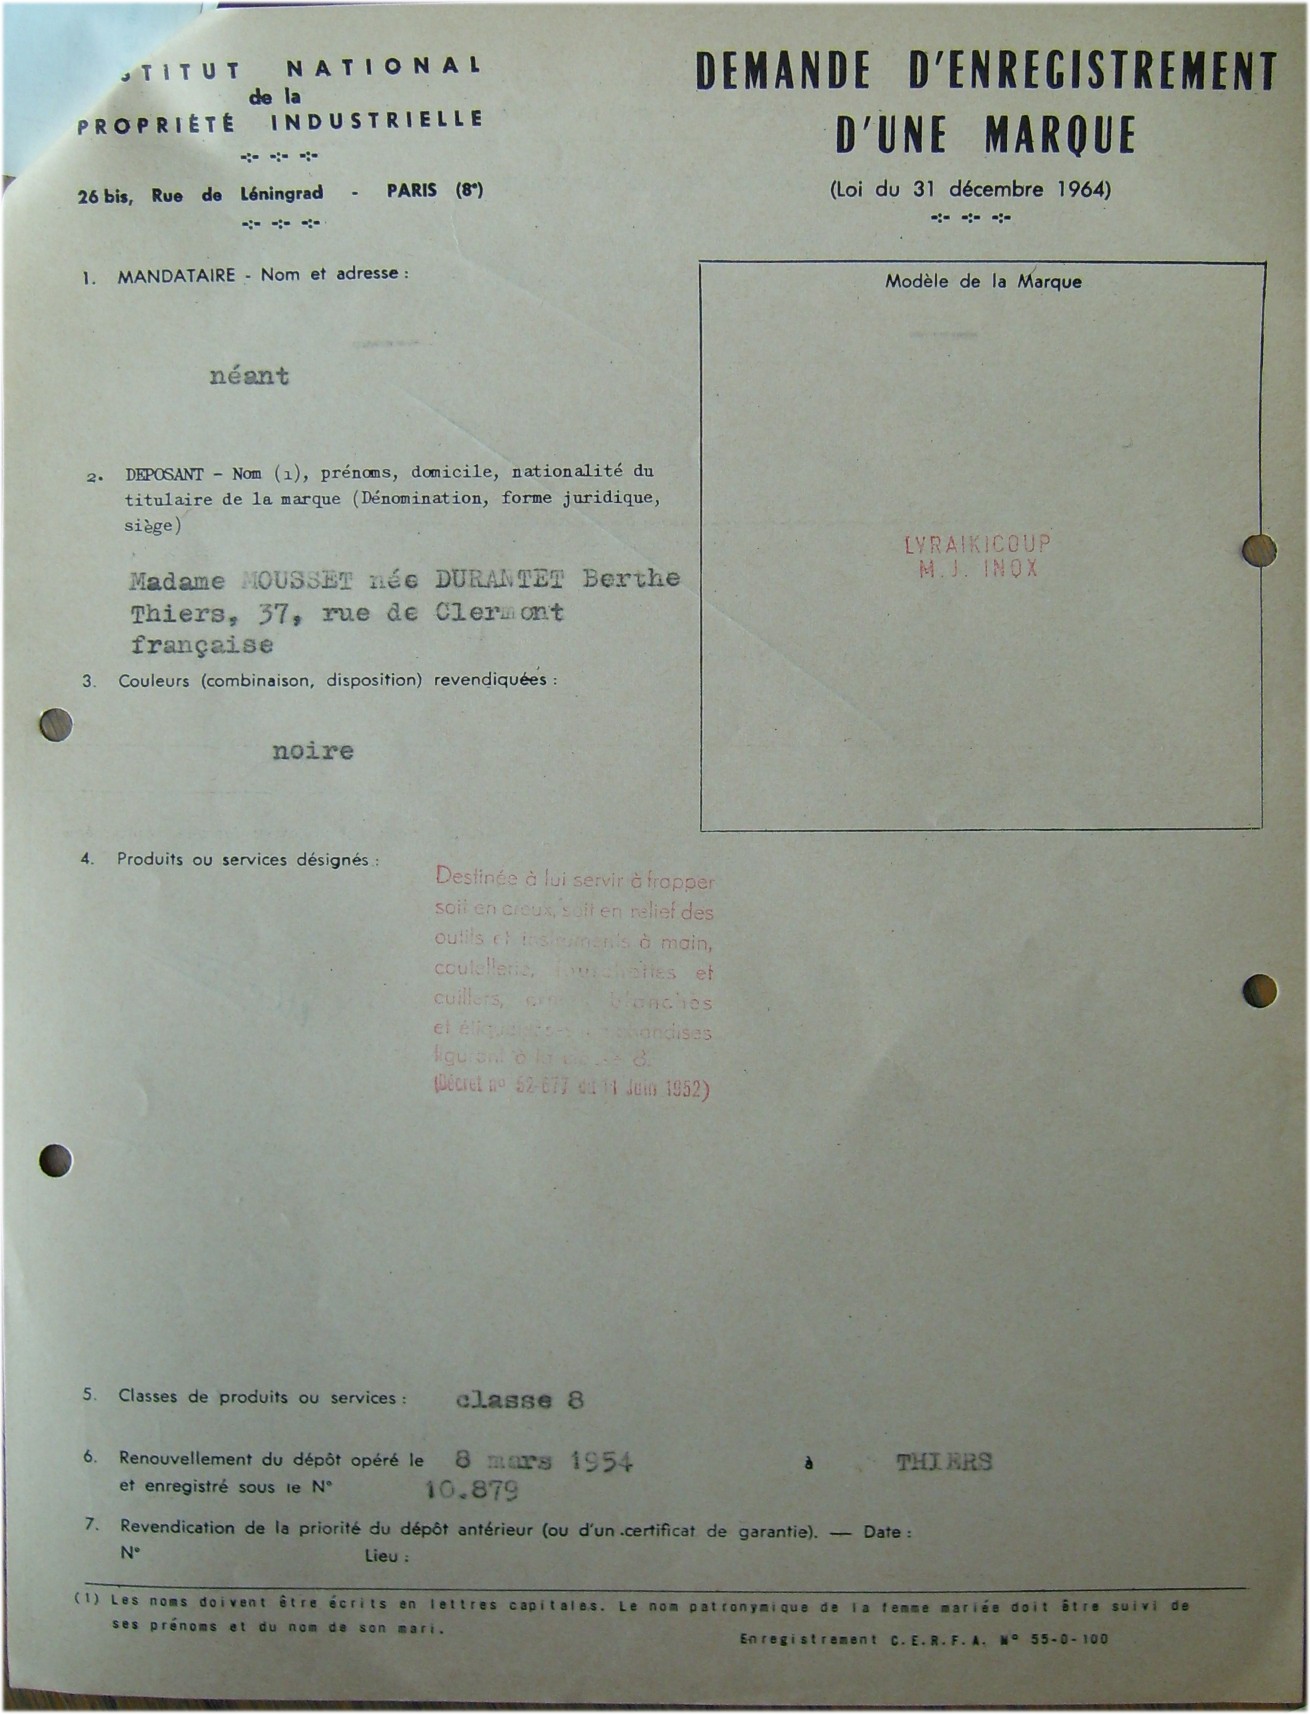 STITUT NATIONAL
de la
PROPRIÉTÉ INDUSTRIELLE
-:- -:- -:-
26 bis, Rue de Léningrad - PARIS (8e)
-:- -:- -:-
DEMANDE D'ENREGISTREMENT
D'UNE MARQUE
(Loi du 31 décembre 1964)
-:- -:- -:-
1. MANDATAIRE - Nom et adresse :
néant
Modèle de la Marque
LYRAIKICOUP
M. J. INOX
2. DEPOSANT - Nom (1), prénoms, domicile, nationalité du
titulaire de la marque (Dénomination, forme juridique,
siège)
Madame MOUSSET née DURANTET Berthe
Thiers, 37, rue de Clermont
française
3. Couleurs (combinaison, disposition) revendiquées :
noire
4. Produits ou services désignés :
Destinée à lui servir à frapper
soit en creux, soit en relief des
outils et instruments à main,
coutellerie, fourchettes et
cuillers, blanches
et
figurant à la classe 8.
(Décret n° 52-677 du 11 Juin 1952)
5. Classes de produits ou services : classe 8
6. Renouvellement du dépôt opéré le 8 mars 1954 à THIERS
et enregistré sous le N° 10.879
7. Revendication de la priorité du dépôt antérieur (ou d'un certificat de garantie). — Date :
N° Lieu :
(1) Les noms doivent être écrits en lettres capitales. Le nom patronymique de la femme mariée doit être suivi de
ses prénoms et du nom de son mari.
Enregistrement C.E.R.F.A. N° 55-0-100